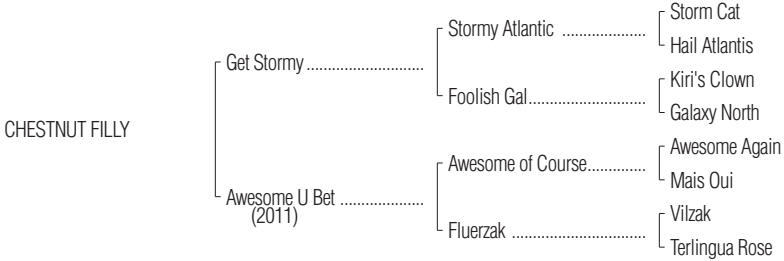 Storm Cat
Stormy Atlantic ....................
Hail Atlantis
Get Stormy ............................
Kiri's Clown
Foolish Gal............................
Galaxy North
CHESTNUT FILLY
Awesome Again
Awesome of Course..............
Mais Oui
Awesome U Bet ....................
(2011)
Vilzak
Fluerzak ................................
Terlingua Rose